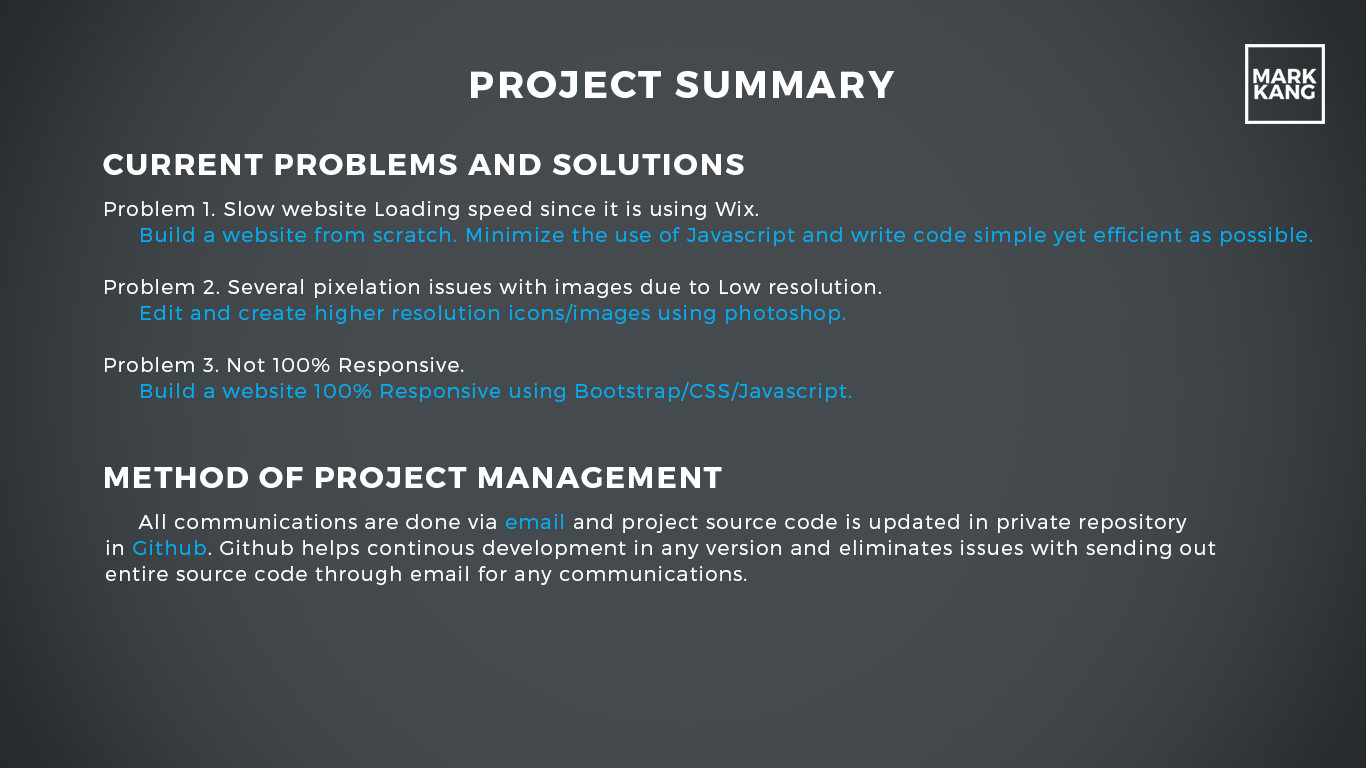 PROJECT SUMMARY
MARK
KANG
CURRENT PROBLEMS AND SOLUTIONS
Problem 1. Slow website Loading speed since it is using Wix.
Build a website from scratch. Minimize the use of Javascript and write code simple yet efficient as possible.
Problem 2. Several pixelation issues with images due to Low resolution.
Edit and create higher resolution icons/images using photoshop.
Problem 3. Not 100% Responsive.
Build a website 100% Responsive using Bootstrap/CSS/Javascript.
METHOD OF PROJECT MANAGEMENT
All communications are done via email and project source code is updated in private repository
in Github. Github helps continous development in any version and eliminates issues with sending out
entire source code through email for any communications.